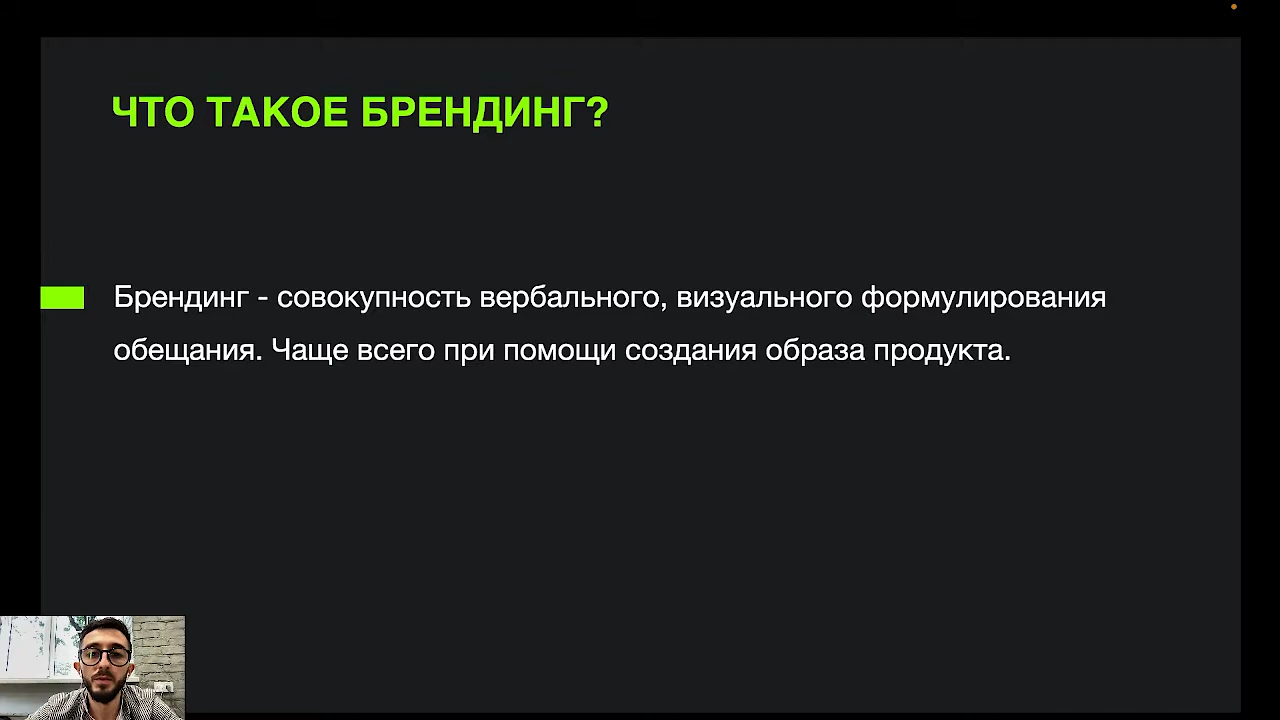 ЧТО ТАКОЕ БРЕНДИНГ?
Брендинг - совокупность вербального, визуального формулирования
обещания. Чаще всего при помощи создания образа продукта.